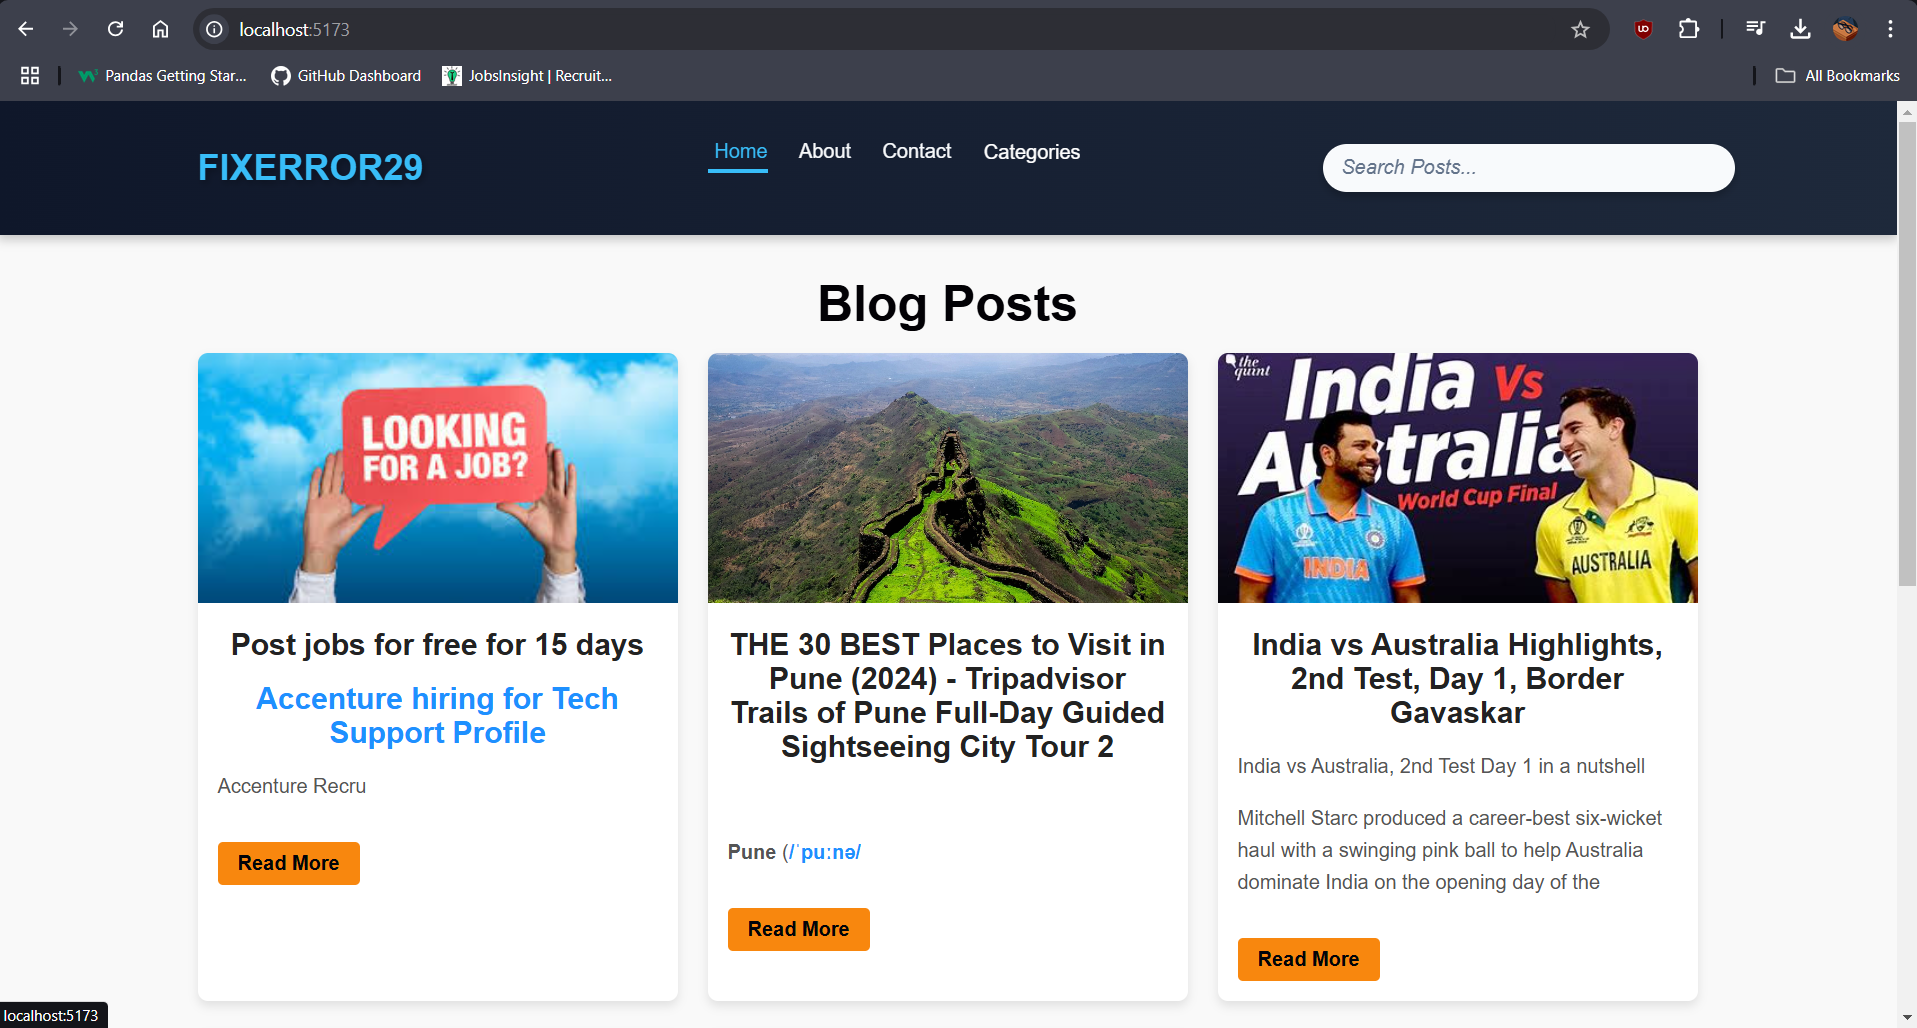 localhost:5173
Pandas Getting Star...
GitHub Dashboard
JobsInsight | Recruit...
All Bookmarks
FIXERROR29
Home
About
Contact
Categories
Search Posts...
Blog Posts
LOOKING
FOR A JOB?
Post jobs for free for 15 days
Accenture hiring for Tech
Support Profile
Accenture Recru
Read More
THE 30 BEST Places to Visit in
Pune (2024) - Tripadvisor
Trails of Pune Full-Day Guided
Sightseeing City Tour 2
Pune (/ˈpuːnə/
Read More
the
quint
India Vs
Australia
World Cup Final
INDIA
AUSTRALIA
India vs Australia Highlights,
2nd Test, Day 1, Border
Gavaskar
India vs Australia, 2nd Test Day 1 in a nutshell
Mitchell Starc produced a career-best six-wicket
haul with a swinging pink ball to help Australia
dominate India on the opening day of the
Read More
localhost:5173